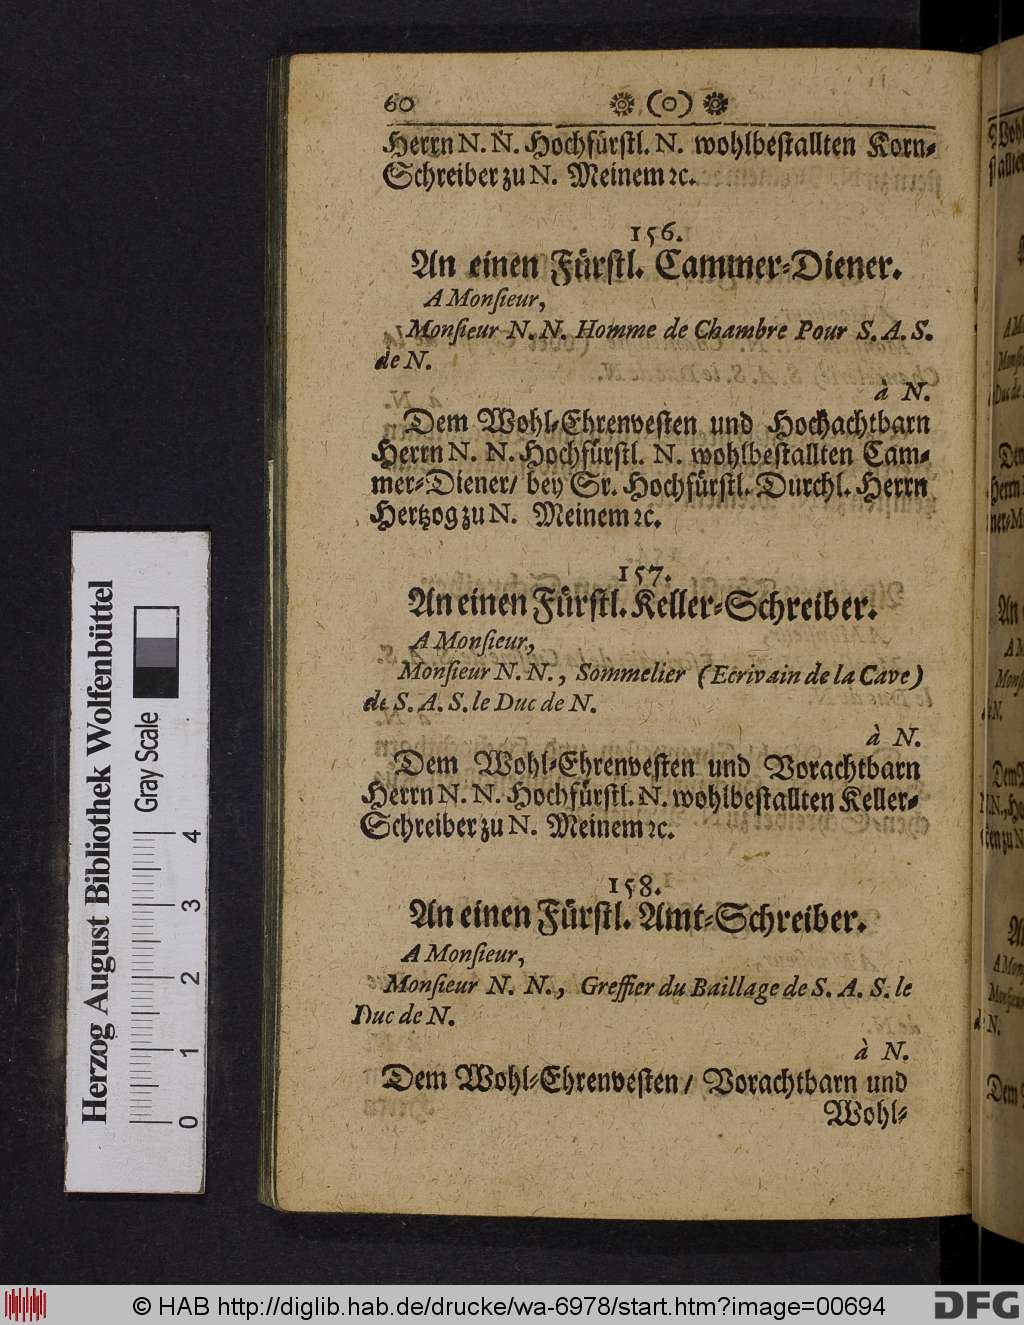 60 ❁ (o) ❁
Herrn N. N. Hochfürstl. N. wohlbestallten Korn-
Schreiber zu N. Meinem ꝛc.
156.
An einen Fürstl. Cammer-Diener.
A Monsieur,
Monsieur N. N. Homme de Chambre Pour S. A. S.
de N.
à N.
Dem Wohl-Ehrenvesten und Hochachtbarn
Herrn N. N. Hochfürstl. N. wohlbestallten Cam-
mer-Diener / bey Sr. Hochfürstl. Durchl. Herrn
Hertzog zu N. Meinem ꝛc.
157.
An einen Fürstl. Keller-Schreiber.
A Monsieur,
Monsieur N. N., Sommelier (Ecrivain de la Cave)
de S. A. S. le Duc de N.
à N.
Dem Wohl-Ehrenvesten und Vorachtbarn
Herrn N. N. Hochfürstl. N. wohlbestallten Keller-
Schreiber zu N. Meinem ꝛc.
158.
An einen Fürstl. Amt-Schreiber.
A Monsieur,
Monsieur N. N., Greffier du Baillage de S. A. S. le
Duc de N.
à N.
Dem Wohl-Ehrenvesten / Vorachtbarn und
Wohl-
Herzog August Bibliothek Wolfenbüttel
Gray Scale
0 1 2 3 4
© HAB http://diglib.hab.de/drucke/wa-6978/start.htm?image=00694
DFG